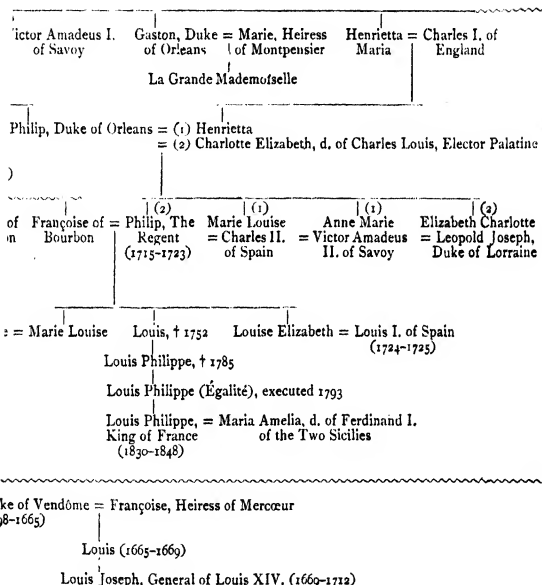 ictor Amadeus I. Gaston, Duke = Marie, Heiress Henrietta = Charles I. of
of Savoy of Orleans of Montpensier Maria England
La Grande Mademoiselle
Philip, Duke of Orleans = (1) Henrietta
= (2) Charlotte Elizabeth, d. of Charles Louis, Elector Palatine
)
(2) (1) (1) (2)
of Françoise of = Philip, The Marie Louise Anne Marie Elizabeth Charlotte
n Bourbon Regent = Charles II. = Victor Amadeus = Leopold Joseph,
(1715-1723) of Spain II. of Savoy Duke of Lorraine
= Marie Louise Louis, † 1752 Louise Elizabeth = Louis I. of Spain
(1724-1725)
Louis Philippe, † 1785
Louis Philippe (Égalité), executed 1793
Louis Philippe, = Maria Amelia, d. of Ferdinand I.
King of France of the Two Sicilies
(1830-1848)
ke of Vendôme = Françoise, Heiress of Mercœur
98-1665)
Louis (1665-1669)
Louis Joseph, General of Louis XIV. (1669-1712)